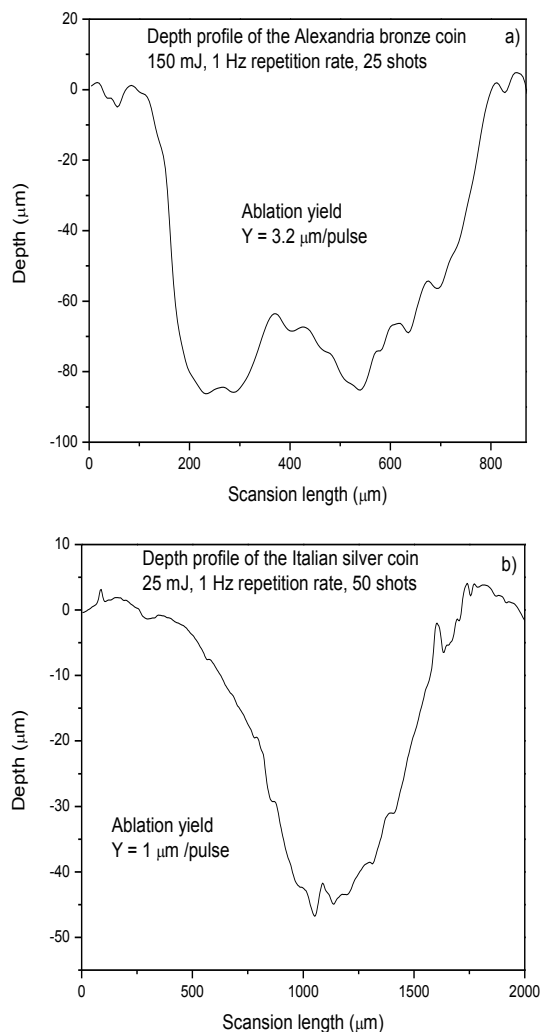 Depth profile of the Alexandria bronze coin
a)
150 mJ, 1 Hz repetition rate, 25 shots
Ablation yield
Y = 3.2 μm/pulse
Depth (μm)
0
-20
-40
-60
-80
-100
0 200 400 600 800
Scansion length (μm)
Depth profile of the Italian silver coin
b)
25 mJ, 1 Hz repetition rate, 50 shots
Ablation yield
Y = 1 μm /pulse
Depth (μm)
10
0
-10
-20
-30
-40
-50
0 500 1000 1500 2000
Scansion length (μm)